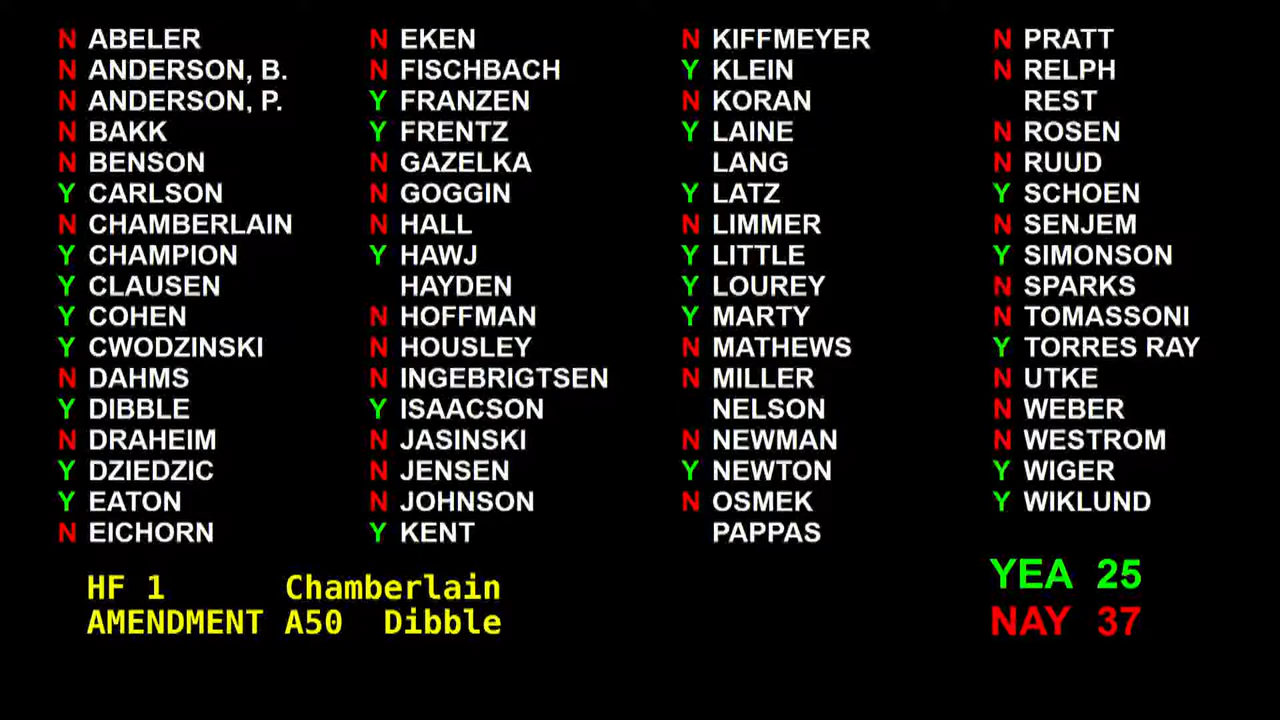 N ABELER
N ANDERSON, B.
N ANDERSON, P.
N BAKK
N BENSON
Y CARLSON
N CHAMBERLAIN
Y CHAMPION
Y CLAUSEN
Y COHEN
Y CWODZINSKI
N DAHMS
Y DIBBLE
N DRAHEIM
Y DZIEDZIC
Y EATON
N EICHORN
N EKEN
N FISCHBACH
Y FRANZEN
Y FRENTZ
N GAZELKA
N GOGGIN
N HALL
Y HAWJ
HAYDEN
N HOFFMAN
N HOUSLEY
N INGEBRIGTSEN
Y ISAACSON
N JASINSKI
N JENSEN
N JOHNSON
Y KENT
N KIFFMEYER
Y KLEIN
N KORAN
Y LAINE
LANG
Y LATZ
N LIMMER
Y LITTLE
Y LOUREY
Y MARTY
N MATHEWS
N MILLER
NELSON
N NEWMAN
Y NEWTON
N OSMEK
PAPPAS
N PRATT
N RELPH
REST
N ROSEN
N RUUD
Y SCHOEN
N SENJEM
Y SIMONSON
N SPARKS
N TOMASSONI
Y TORRES RAY
N UTKE
N WEBER
N WESTROM
Y WIGER
Y WIKLUND
HF 1 Chamberlain
AMENDMENT A50 Dibble
YEA 25
NAY 37